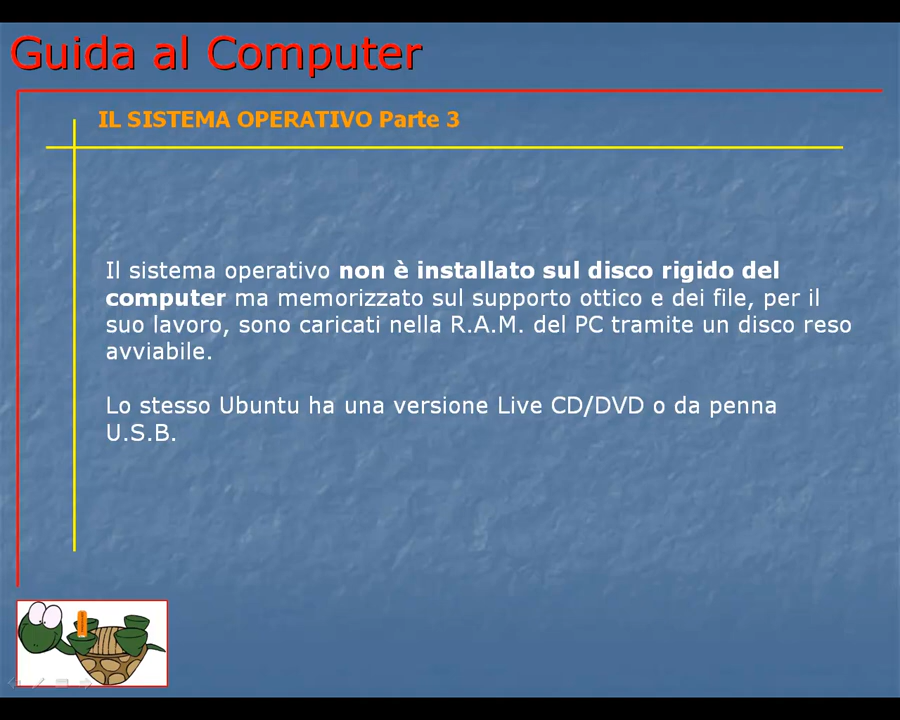 Guida al Computer
IL SISTEMA OPERATIVO Parte 3
Il sistema operativo non è installato sul disco rigido del
computer ma memorizzato sul supporto ottico e dei file, per il
suo lavoro, sono caricati nella R.A.M. del PC tramite un disco reso
avviabile.
Lo stesso Ubuntu ha una versione Live CD/DVD o da penna
U.S.B.